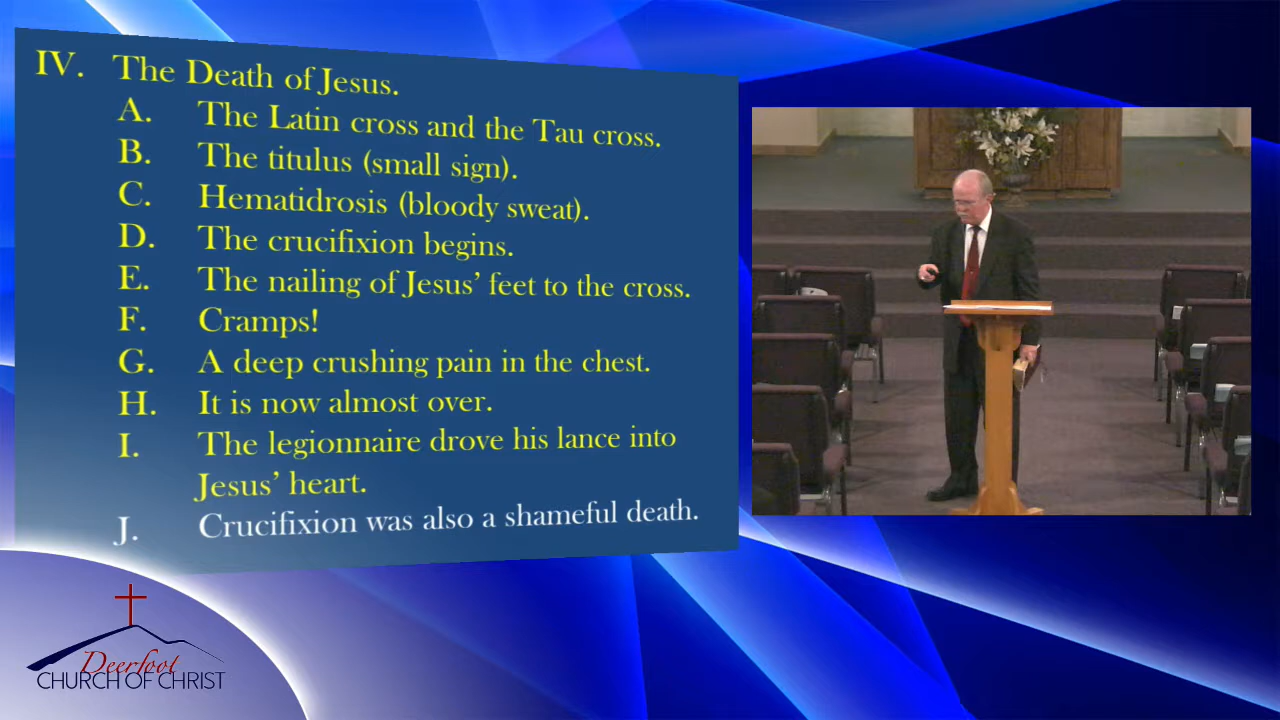 IV. The Death of Jesus.
A. The Latin cross and the Tau cross.
B. The titulus (small sign).
C. Hematidrosis (bloody sweat).
D. The crucifixion begins.
E. The nailing of Jesus’ feet to the cross.
F. Cramps!
G. A deep crushing pain in the chest.
H. It is now almost over.
I. The legionnaire drove his lance into
Jesus’ heart.
J. Crucifixion was also a shameful death.
Deerfoot
CHURCH OF CHRIST